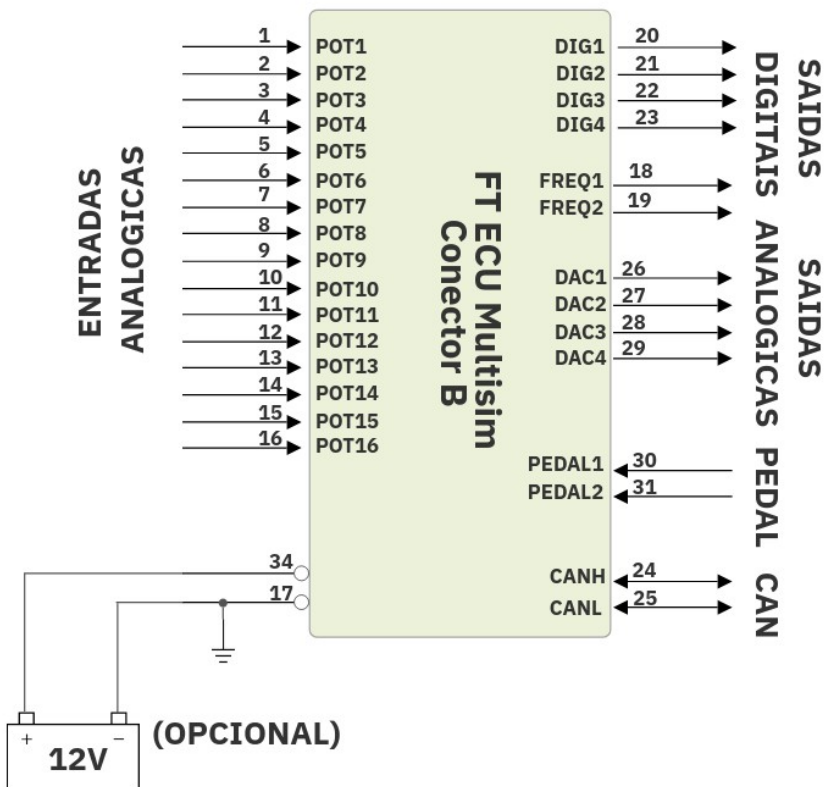 ENTRADAS
ANALOGICAS
1 POT1
2 POT2
3 POT3
4 POT4
5 POT5
6 POT6
7 POT7
8 POT8
9 POT9
10 POT10
11 POT11
12 POT12
13 POT13
14 POT14
15 POT15
16 POT16
34
17
FT ECU Multisim
Conector B
DIG1 20
DIG2 21
DIG3 22
DIG4 23
FREQ1 18
FREQ2 19
DAC1 26
DAC2 27
DAC3 28
DAC4 29
PEDAL1 30
PEDAL2 31
CANH 24
CANL 25
SAIDAS
DIGITAIS
SAIDAS
ANALOGICAS
PEDAL
CAN
+ −
12V
(OPCIONAL)